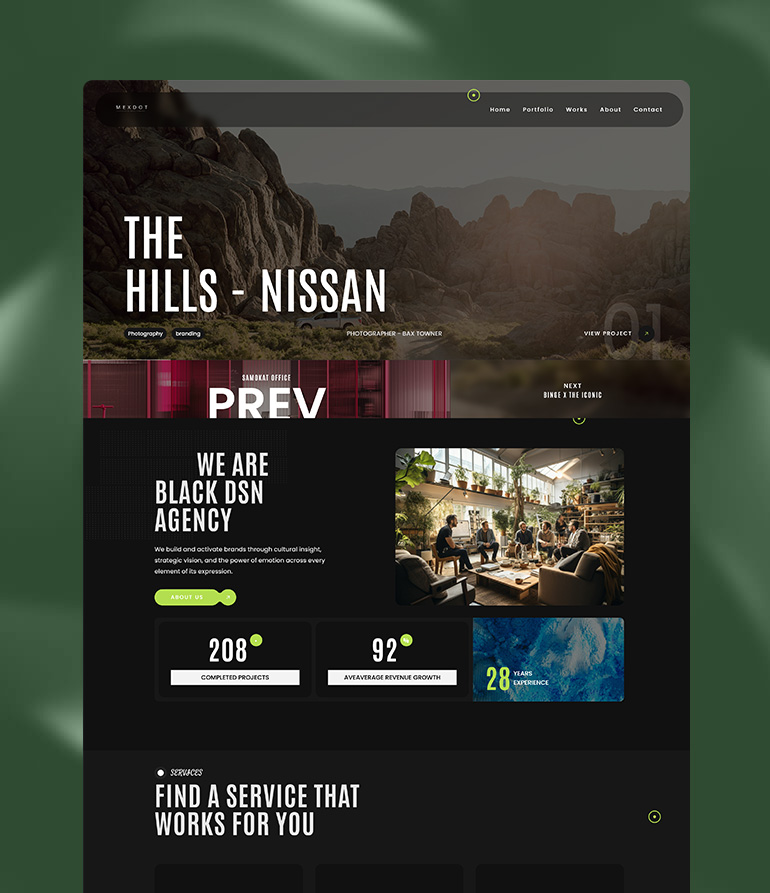 MEXDOT
Home Portfolio Works About Contact
THE
HILLS - NISSAN
Photography branding
PHOTOGRAPHER – BAX TOWNER
VIEW PROJECT
01
SAMOKAT OFFICE
PREV
NEXT
BINGE X THE ICONIC
WE ARE
BLACK DSN
AGENCY
We build and activate brands through cultural insight,
strategic vision, and the power of emotion across every
element of its expression.
ABOUT US
208
COMPLETED PROJECTS
92 %
AVEAVERAGE REVENUE GROWTH
28 YEARS
EXPERIENCE
SERVICES
FIND A SERVICE THAT
WORKS FOR YOU